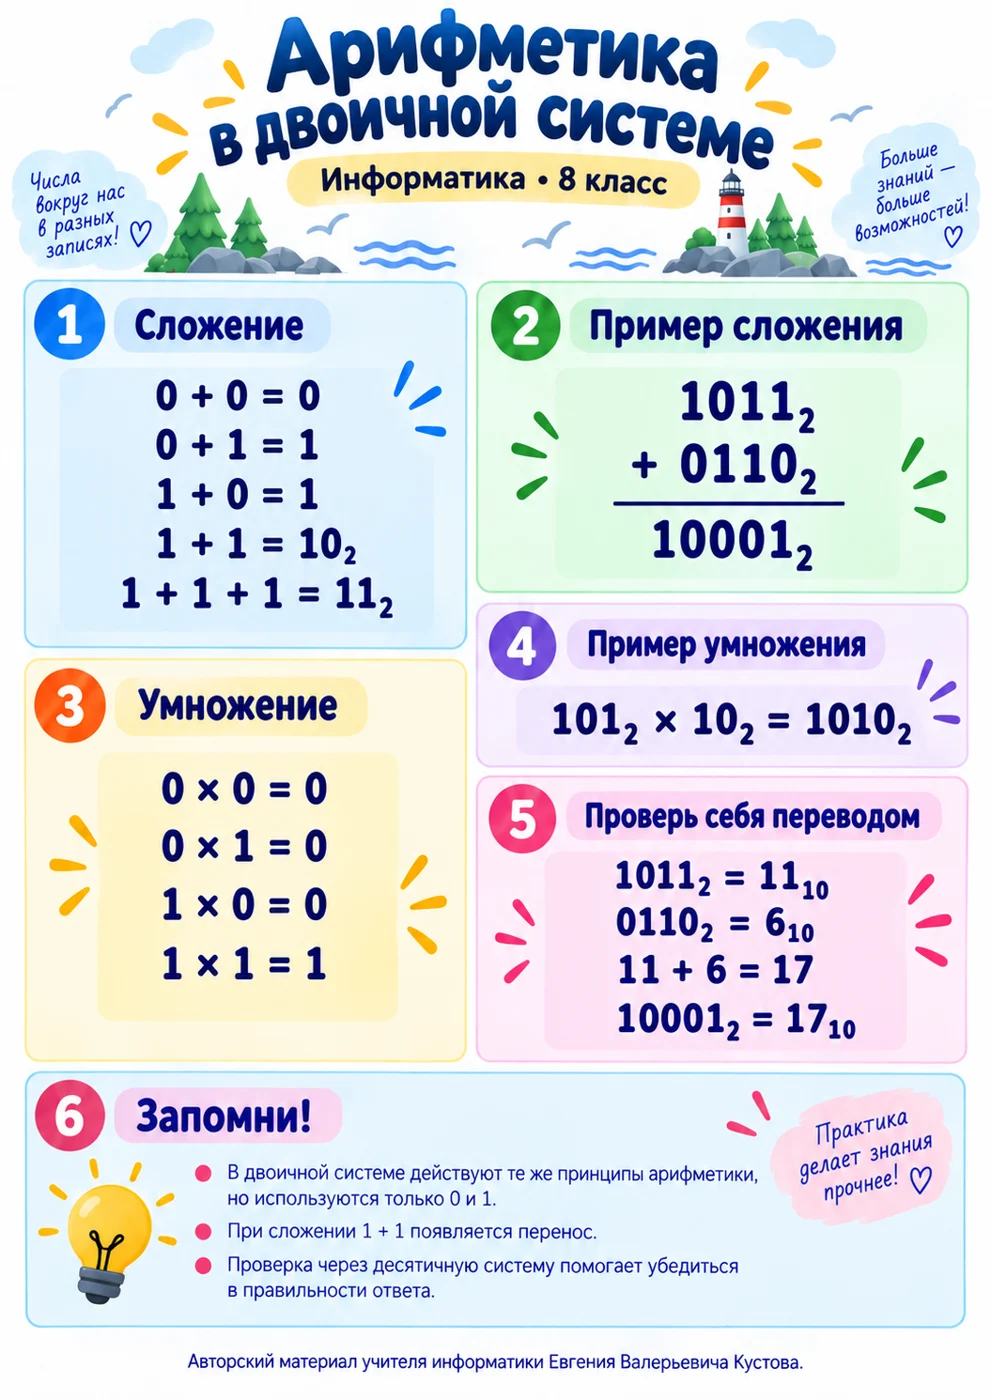 Арифметика
в двоичной системе
Информатика • 8 класс
Числа
вокруг нас
в разных
записях!
Больше
знаний —
больше
возможностей!
1 Сложение
0 + 0 = 0
0 + 1 = 1
1 + 0 = 1
1 + 1 = 10₂
1 + 1 + 1 = 11₂
2 Пример сложения
1011₂
+ 0110₂
10001₂
3 Умножение
0 × 0 = 0
0 × 1 = 0
1 × 0 = 0
1 × 1 = 1
4 Пример умножения
101₂ × 10₂ = 1010₂
5 Проверь себя переводом
1011₂ = 11₁₀
0110₂ = 6₁₀
11 + 6 = 17
10001₂ = 17₁₀
6 Запомни!
В двоичной системе действуют те же принципы арифметики,
но используются только 0 и 1.
При сложении 1 + 1 появляется перенос.
Проверка через десятичную систему помогает убедиться
в правильности ответа.
Практика
делает знания
прочнее!
Авторский материал учителя информатики Евгения Валерьевича Кустова.